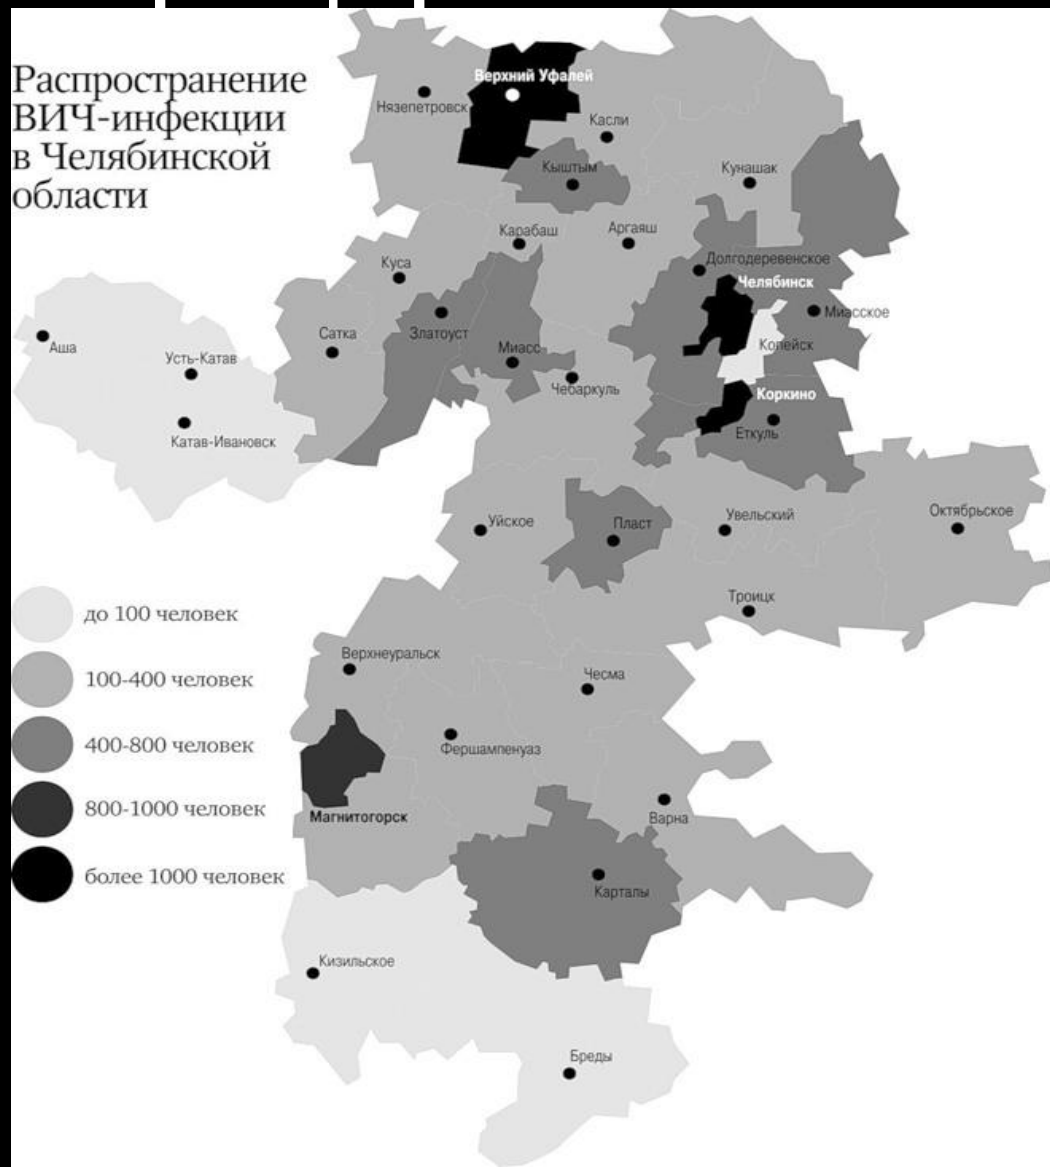 Распространение
ВИЧ-инфекции
в Челябинской
области
Верхний Уфалей
Нязепетровск
Касли
Кыштым
Кунашак
Карабаш
Аргаяш
Куса
Долгодеревенское
Челябинск
Миасское
Аша
Сатка
Златоуст
Миасс
Копейск
Усть-Катав
Чебаркуль
Коркино
Катав-Ивановск
Еткуль
Уйское
Пласт
Увельский
Октябрьское
Троицк
до 100 человек
100-400 человек
400-800 человек
800-1000 человек
более 1000 человек
Верхнеуральск
Чесма
Фершампенуаз
Магнитогорск
Варна
Карталы
Кизильское
Бреды